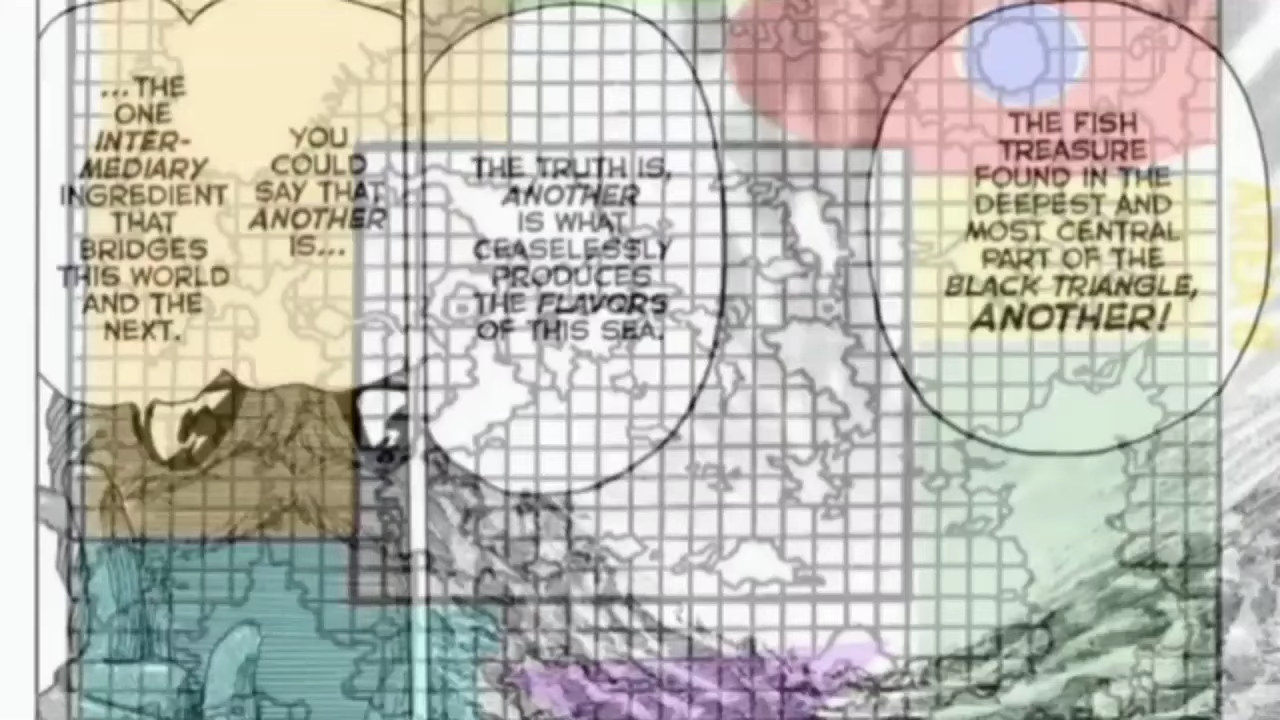 THE FISH
TREASURE
FOUND IN THE
DEEPEST AND
MOST CENTRAL
PART OF THE
BLACK TRIANGLE,
ANOTHER!
THE TRUTH IS,
ANOTHER
IS WHAT
CEASELESSLY
PRODUCES
THE FLAVORS
OF THIS SEA.
YOU
COULD
SAY THAT
ANOTHER
IS...
...THE
ONE
INTER-
MEDIARY
INGREDIENT
THAT
BRIDGES
THIS WORLD
AND THE
NEXT.